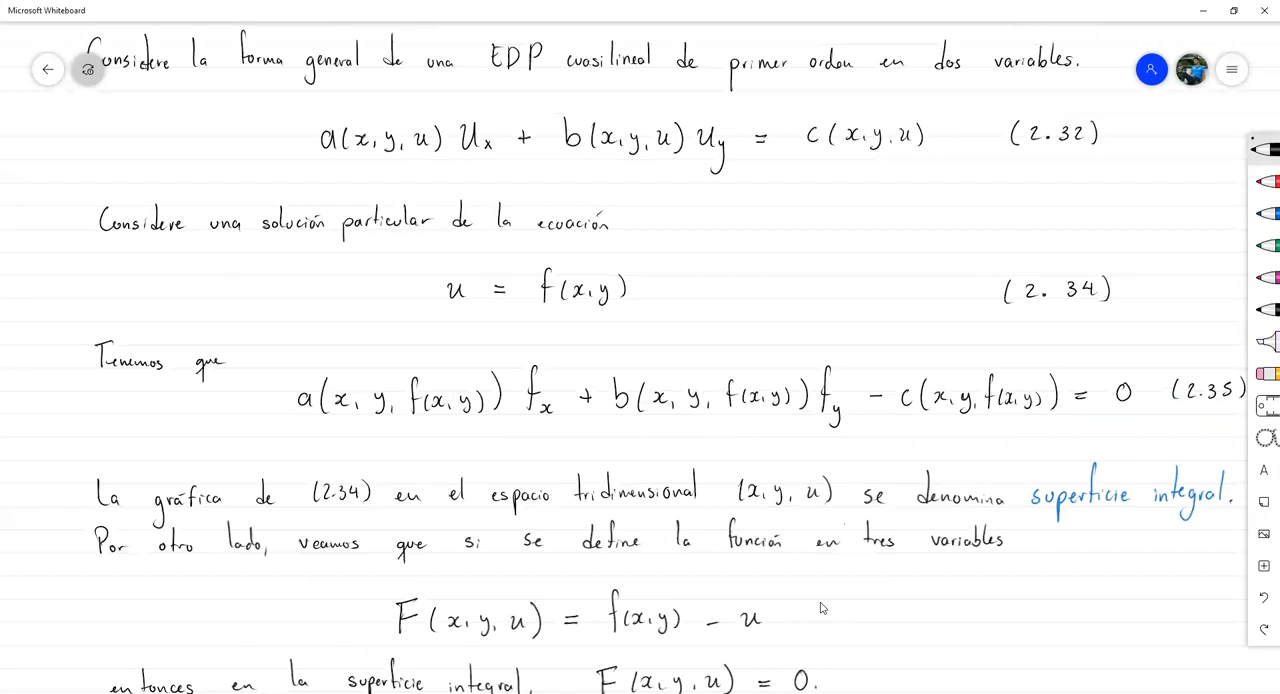 Microsoft Whiteboard
Considere la forma general de una EDP cuasilineal de primer orden en dos variables.
a(x,y,u) Ux + b(x,y,u) Uy = c(x,y,u) (2.32)
Considere una solución particular de la ecuación
u = f(x,y) (2.34)
Tenemos que
a(x, y, f(x,y)) fx + b(x, y, f(x,y)) fy - c(x,y,f(x,y)) = 0 (2.35)
La gráfica de (2.34) en el espacio tridimensional (x,y,u) se denomina superficie integral.
Por otro lado, veamos que si se define la función en tres variables
F(x,y,u) = f(x,y) - u
entonces en la superficie integral, F(x,y,u) = 0.
A